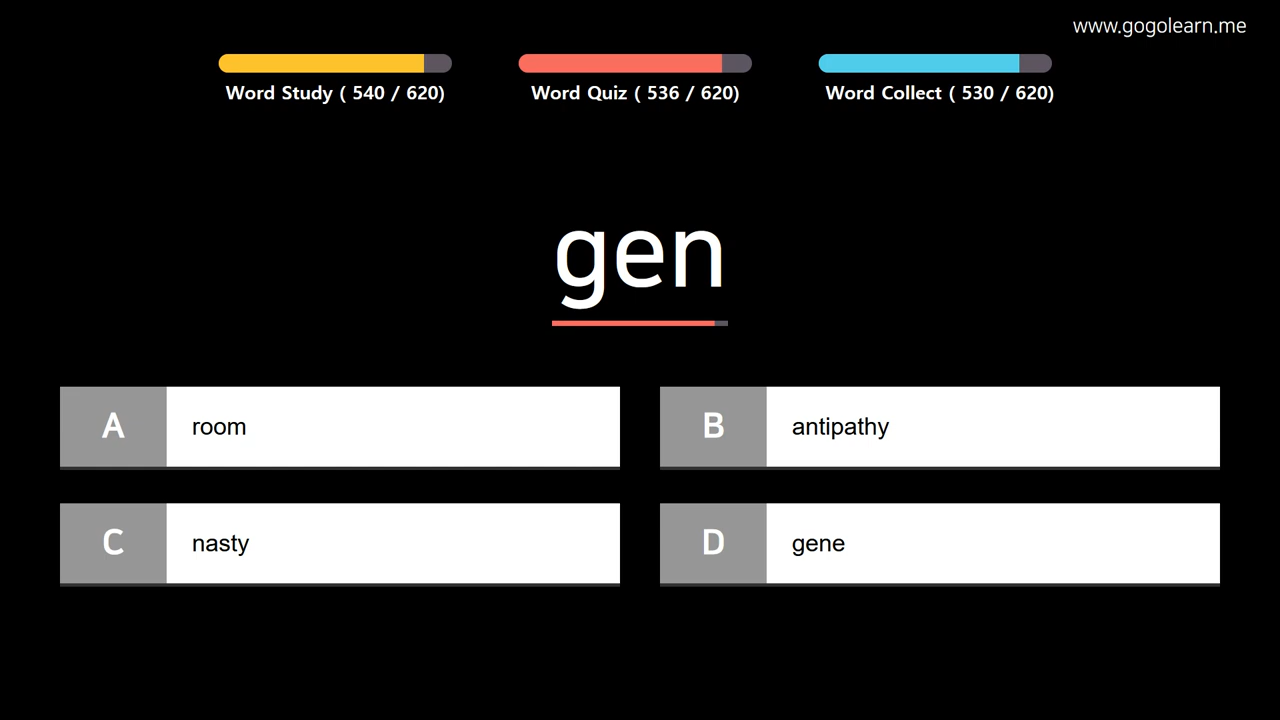 www.gogolearn.me
Word Study ( 540 / 620)
Word Quiz ( 536 / 620)
Word Collect ( 530 / 620)
gen
A room
B antipathy
C nasty
D gene